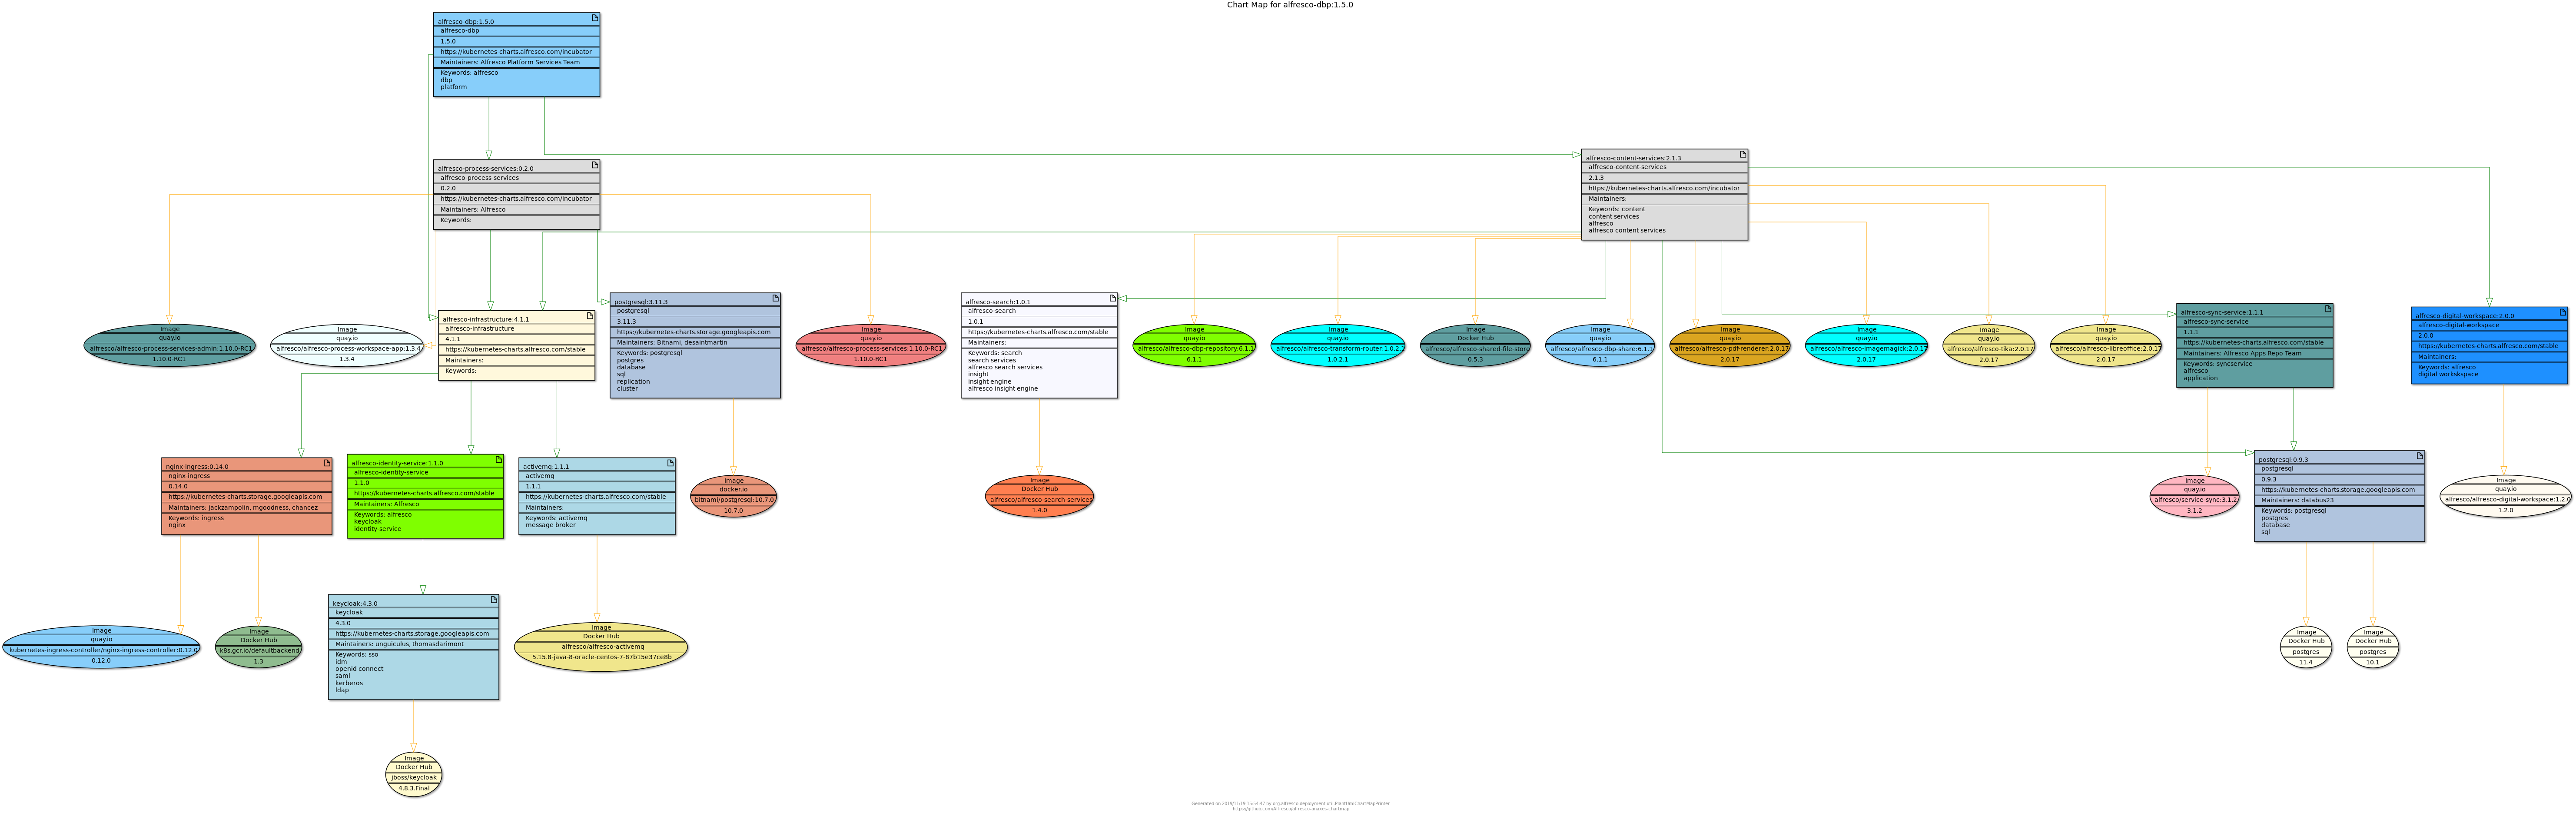 Chart Map for alfresco-dbp:1.5.0
alfresco-dbp:1.5.0
alfresco-dbp
1.5.0
https://kubernetes-charts.alfresco.com/incubator
Maintainers: Alfresco Platform Services Team
Keywords: alfresco
dbp
platform
alfresco-process-services:0.2.0
alfresco-process-services
0.2.0
https://kubernetes-charts.alfresco.com/incubator
Maintainers: Alfresco
Keywords:
alfresco-content-services:2.1.3
alfresco-content-services
2.1.3
https://kubernetes-charts.alfresco.com/incubator
Maintainers:
Keywords: content
content services
alfresco
alfresco content services
Image
quay.io
alfresco/alfresco-process-services-admin:1.10.0-RC1
1.10.0-RC1
Image
quay.io
alfresco/alfresco-process-workspace-app:1.3.4
1.3.4
alfresco-infrastructure:4.1.1
alfresco-infrastructure
4.1.1
https://kubernetes-charts.alfresco.com/stable
Maintainers:
Keywords:
postgresql:3.11.3
postgresql
3.11.3
https://kubernetes-charts.storage.googleapis.com
Maintainers: Bitnami, desaintmartin
Keywords: postgresql
postgres
database
sql
replication
cluster
Image
quay.io
alfresco/alfresco-process-services:1.10.0-RC1
1.10.0-RC1
alfresco-search:1.0.1
alfresco-search
1.0.1
https://kubernetes-charts.alfresco.com/stable
Maintainers:
Keywords: search
search services
alfresco search services
insight
insight engine
alfresco insight engine
Image
quay.io
alfresco/alfresco-dbp-repository:6.1.1
6.1.1
Image
quay.io
alfresco/alfresco-transform-router:1.0.2.1
1.0.2.1
Image
Docker Hub
alfresco/alfresco-shared-file-store
0.5.3
Image
quay.io
alfresco/alfresco-dbp-share:6.1.1
6.1.1
Image
quay.io
alfresco/alfresco-pdf-renderer:2.0.17
2.0.17
Image
quay.io
alfresco/alfresco-imagemagick:2.0.17
2.0.17
Image
quay.io
alfresco/alfresco-tika:2.0.17
2.0.17
Image
quay.io
alfresco/alfresco-libreoffice:2.0.17
2.0.17
alfresco-sync-service:1.1.1
alfresco-sync-service
1.1.1
https://kubernetes-charts.alfresco.com/stable
Maintainers: Alfresco Apps Repo Team
Keywords: syncservice
alfresco
application
alfresco-digital-workspace:2.0.0
alfresco-digital-workspace
2.0.0
https://kubernetes-charts.alfresco.com/stable
Maintainers:
Keywords: alfresco
digital workskspace
nginx-ingress:0.14.0
nginx-ingress
0.14.0
https://kubernetes-charts.storage.googleapis.com
Maintainers: jackzampolin, mgoodness, chancez
Keywords: ingress
nginx
alfresco-identity-service:1.1.0
alfresco-identity-service
1.1.0
https://kubernetes-charts.alfresco.com/stable
Maintainers: Alfresco
Keywords: alfresco
keycloak
identity-service
activemq:1.1.1
activemq
1.1.1
https://kubernetes-charts.alfresco.com/stable
Maintainers:
Keywords: activemq
message broker
Image
docker.io
bitnami/postgresql:10.7.0
10.7.0
Image
Docker Hub
alfresco/alfresco-search-services
1.4.0
Image
quay.io
alfresco/service-sync:3.1.2
3.1.2
postgresql:0.9.3
postgresql
0.9.3
https://kubernetes-charts.storage.googleapis.com
Maintainers: databus23
Keywords: postgresql
postgres
database
sql
Image
quay.io
alfresco/alfresco-digital-workspace:1.2.0
1.2.0
Image
quay.io
kubernetes-ingress-controller/nginx-ingress-controller:0.12.0
0.12.0
Image
Docker Hub
k8s.gcr.io/defaultbackend
1.3
keycloak:4.3.0
keycloak
4.3.0
https://kubernetes-charts.storage.googleapis.com
Maintainers: unguiculus, thomasdarimont
Keywords: sso
idm
openid connect
saml
kerberos
ldap
Image
Docker Hub
alfresco/alfresco-activemq
5.15.8-java-8-oracle-centos-7-87b15e37ce8b
Image
Docker Hub
postgres
11.4
Image
Docker Hub
postgres
10.1
Image
Docker Hub
jboss/keycloak
4.8.3.Final
Generated on 2019/11/19 15:54:47 by org.alfresco.deployment.util.PlantUmlChartMapPrinter
https://github.com/Alfresco/alfresco-anaxes-chartmap